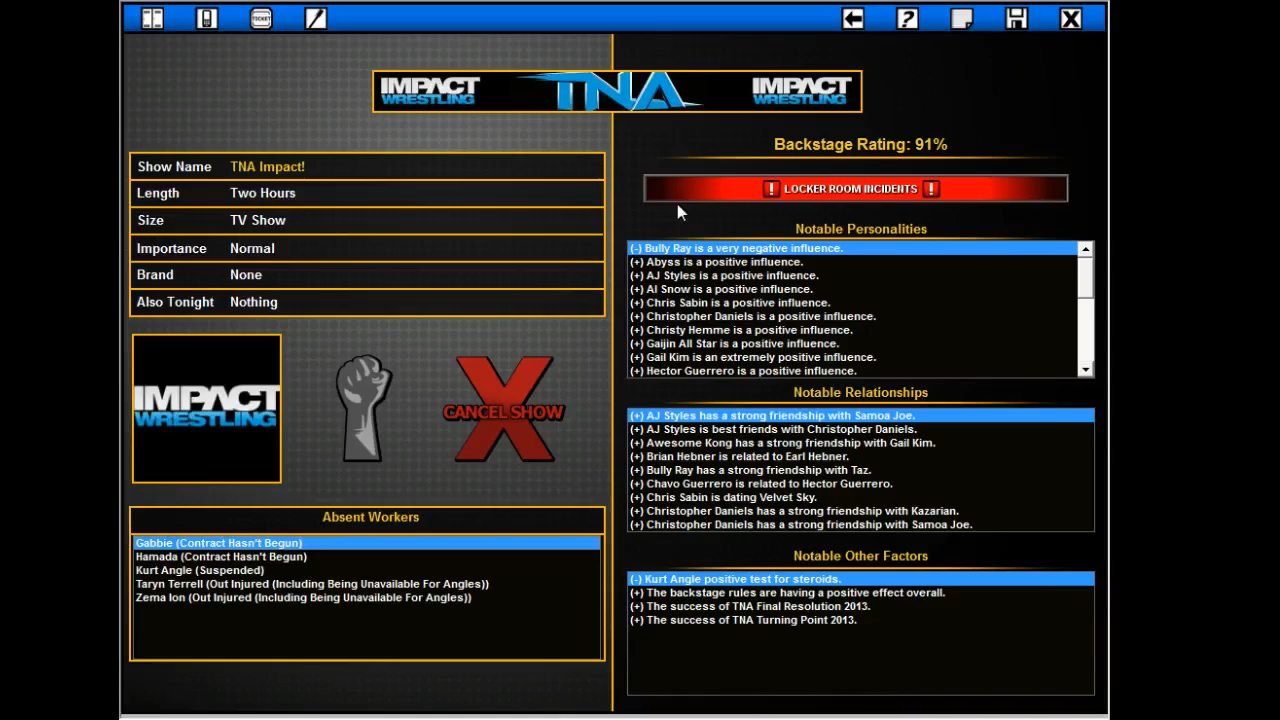 TICKET
?
X
IMPACT
WRESTLING
TNA
IMPACT
WRESTLING
Show Name TNA Impact!
Length Two Hours
Size TV Show
Importance Normal
Brand None
Also Tonight Nothing
IMPACT
WRESTLING
CANCEL SHOW
Absent Workers
Gabbie (Contract Hasn't Begun)
Hamada (Contract Hasn't Begun)
Kurt Angle (Suspended)
Taryn Terrell (Out Injured (Including Being Unavailable For Angles))
Zema Ion (Out Injured (Including Being Unavailable For Angles))
Backstage Rating: 91%
! LOCKER ROOM INCIDENTS !
Notable Personalities
(-) Bully Ray is a very negative influence.
(+) Abyss is a positive influence.
(+) AJ Styles is a positive influence.
(+) Al Snow is a positive influence.
(+) Chris Sabin is a positive influence.
(+) Christopher Daniels is a positive influence.
(+) Christy Hemme is a positive influence.
(+) Gaijin All Star is a positive influence.
(+) Gail Kim is an extremely positive influence.
(+) Hector Guerrero is a positive influence.
Notable Relationships
(+) AJ Styles has a strong friendship with Samoa Joe.
(+) AJ Styles is best friends with Christopher Daniels.
(+) Awesome Kong has a strong friendship with Gail Kim.
(+) Brian Hebner is related to Earl Hebner.
(+) Bully Ray has a strong friendship with Taz.
(+) Chavo Guerrero is related to Hector Guerrero.
(+) Chris Sabin is dating Velvet Sky.
(+) Christopher Daniels has a strong friendship with Kazarian.
(+) Christopher Daniels has a strong friendship with Samoa Joe.
Notable Other Factors
(-) Kurt Angle positive test for steroids.
(+) The backstage rules are having a positive effect overall.
(+) The success of TNA Final Resolution 2013.
(+) The success of TNA Turning Point 2013.